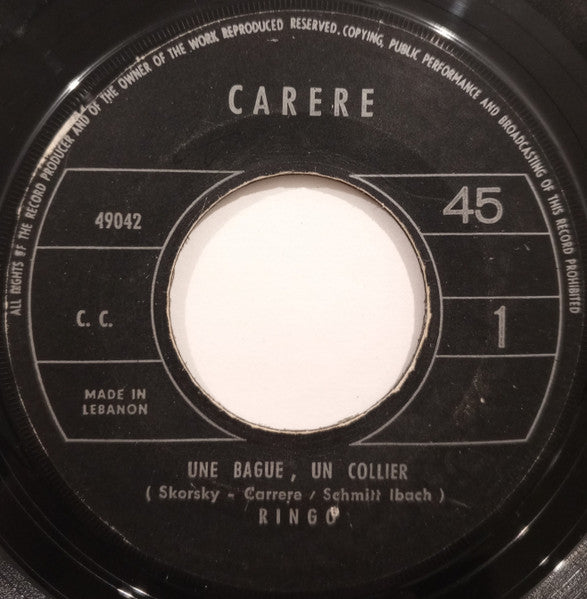 ALL RIGHTS OF THE RECORD PRODUCER AND OF THE OWNER OF THE WORK REPRODUCED RESERVED. COPYING, PUBLIC PERFORMANCE AND BROADCASTING OF THIS RECORD PROHIBITED
CARERE
49042
45
C. C.
1
MADE IN
LEBANON
UNE BAGUE, UN COLLIER
( Skorsky - Carrere / Schmitt Ibach )
RINGO